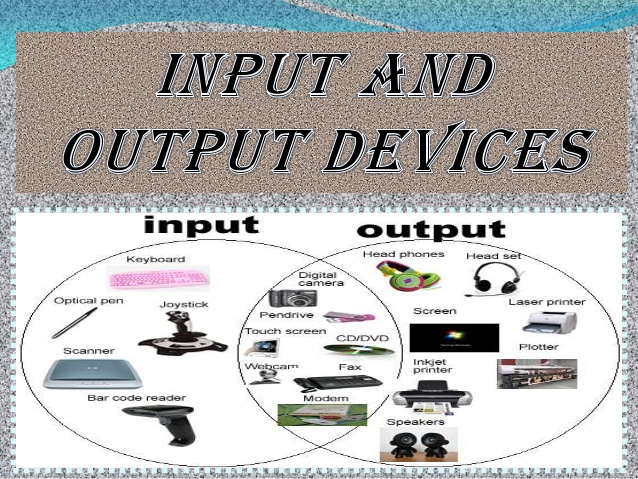 INPUT AND
OUTPUT DEVICES
input output
Keyboard
Optical pen
Joystick
Scanner
Bar code reader
Digital
camera
Pendrive
Touch screen
CD/DVD
Webcam
Fax
Modem
Head phones
Head set
Screen
Laser printer
Plotter
Inkjet
printer
Speakers